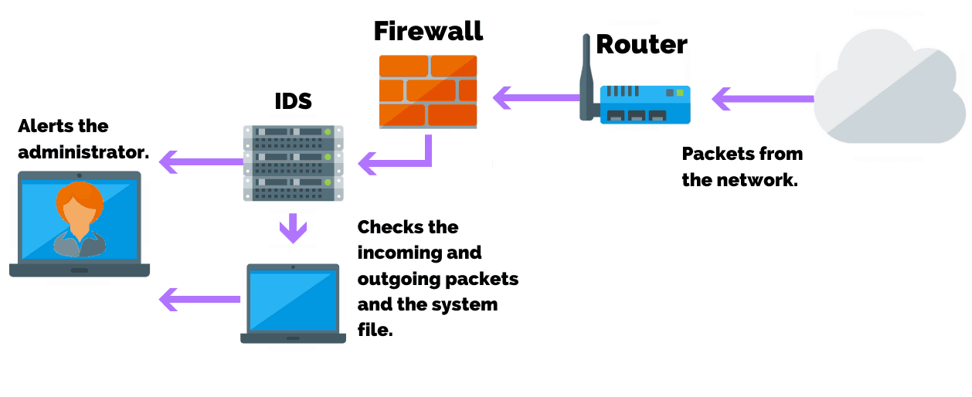 Firewall
Router
IDS
Alerts the
administrator.
Packets from
the network.
Checks the
incoming and
outgoing packets
and the system
file.